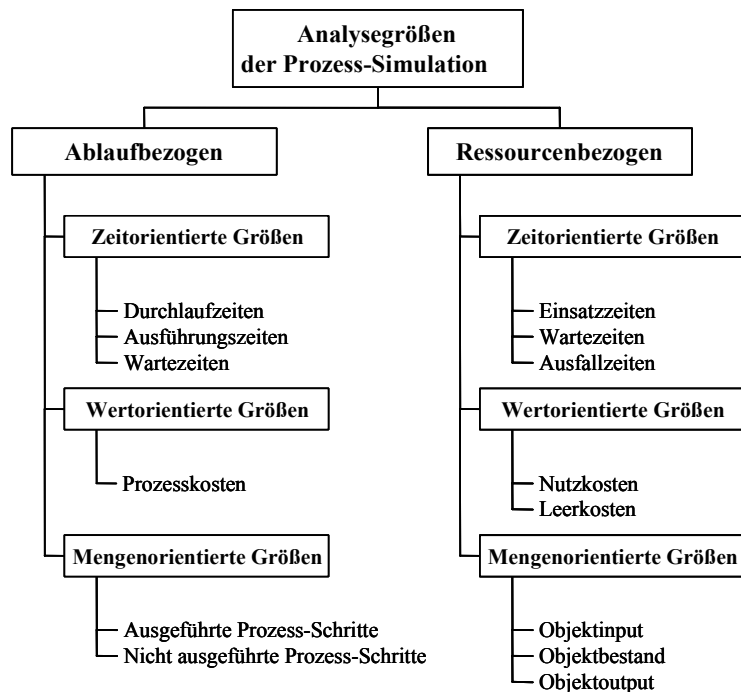 Analysegrößen
der Prozess-Simulation
Ablaufbezogen
Zeitorientierte Größen
Durchlaufzeiten
Ausführungszeiten
Wartezeiten
Wertorientierte Größen
Prozesskosten
Mengenorientierte Größen
Ausgeführte Prozess-Schritte
Nicht ausgeführte Prozess-Schritte
Ressourcenbezogen
Zeitorientierte Größen
Einsatzzeiten
Wartezeiten
Ausfallzeiten
Wertorientierte Größen
Nutzkosten
Leerkosten
Mengenorientierte Größen
Objektinput
Objektbestand
Objektoutput